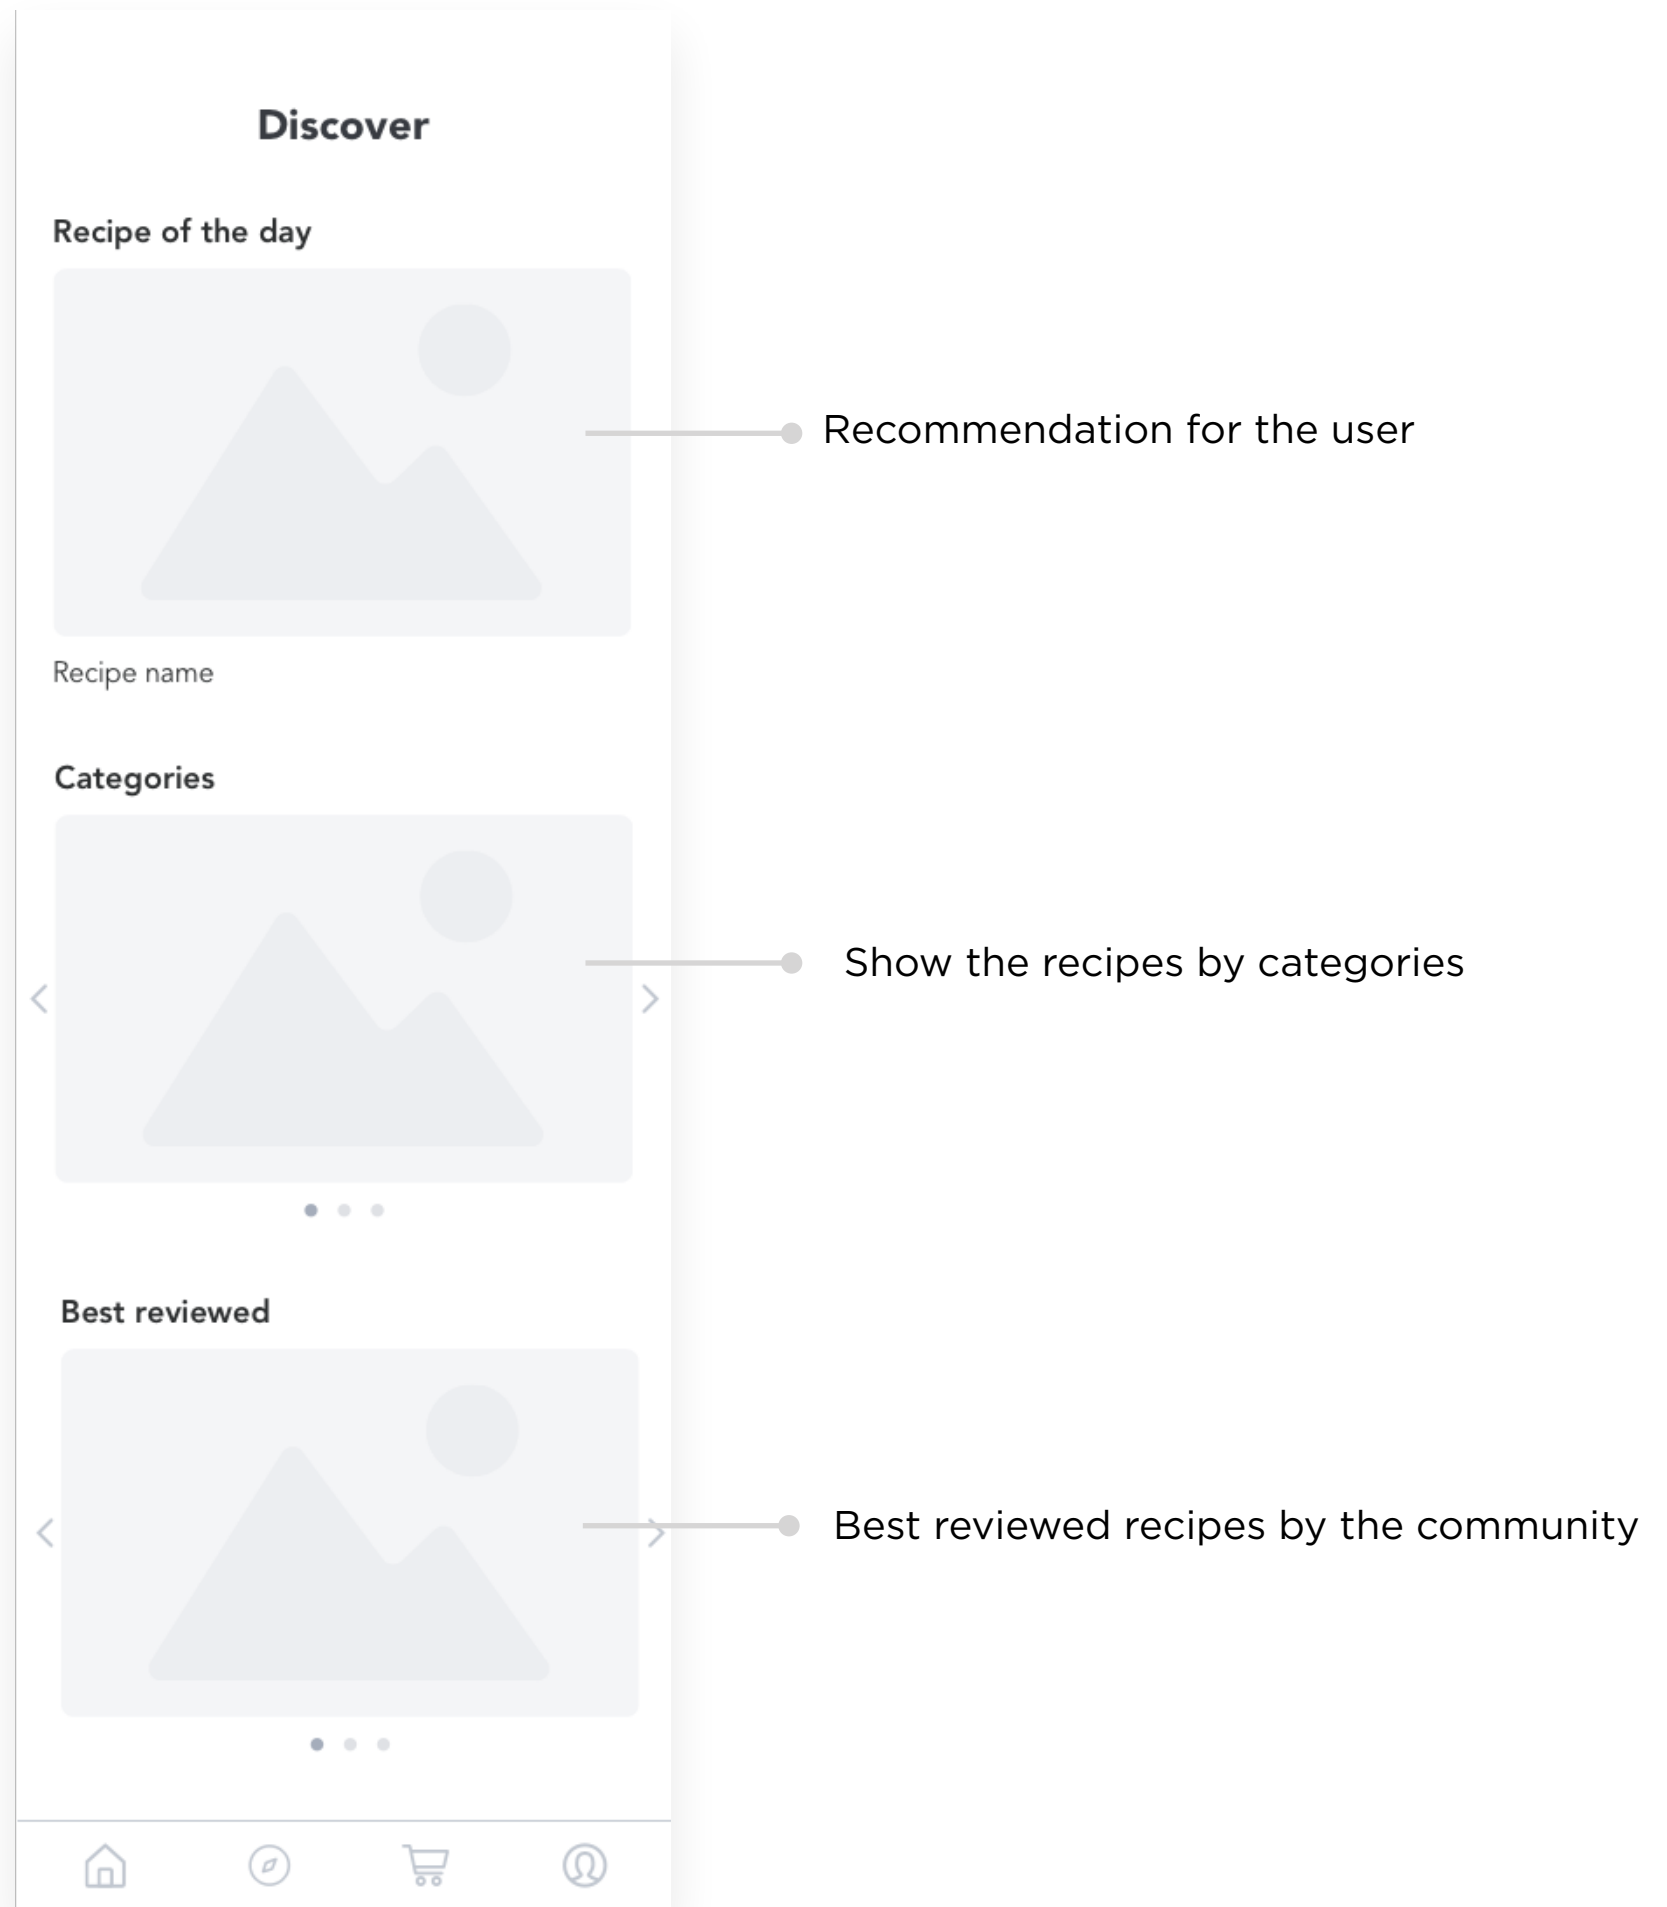 Discover
Recipe of the day
Recommendation for the user
Recipe name
Categories
Show the recipes by categories
Best reviewed
Best reviewed recipes by the community